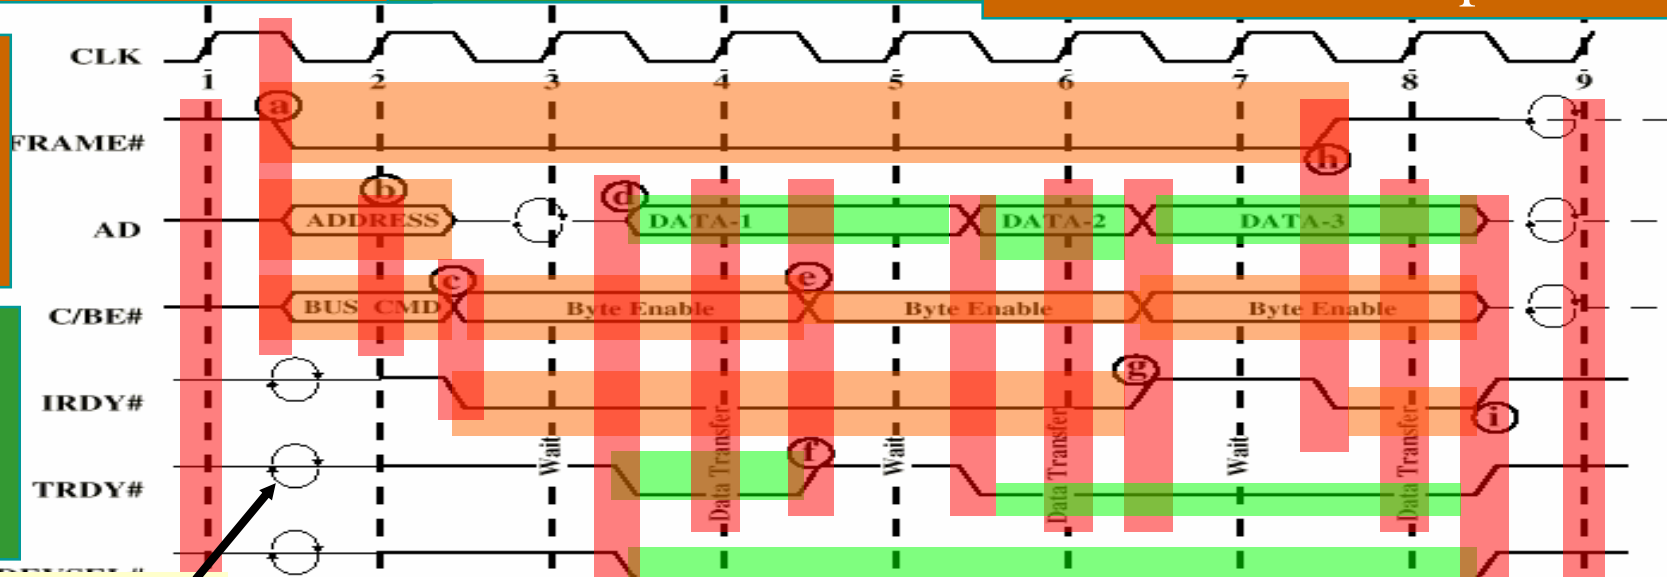 CLK
1 2 3 4 5 6 7 8 9
a
FRAME#
h
b
d
AD ADDRESS DATA-1 DATA-2 DATA-3
c e
C/BE# BUS CMD Byte Enable Byte Enable Byte Enable
g
IRDY#
i
Wait Data Transfer Wait Data Transfer Wait Data Transfer
f
TRDY#